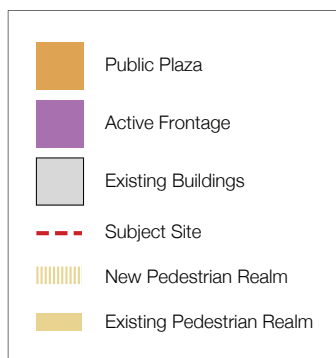 Public Plaza
Active Frontage
Existing Buildings
Subject Site
New Pedestrian Realm
Existing Pedestrian Realm